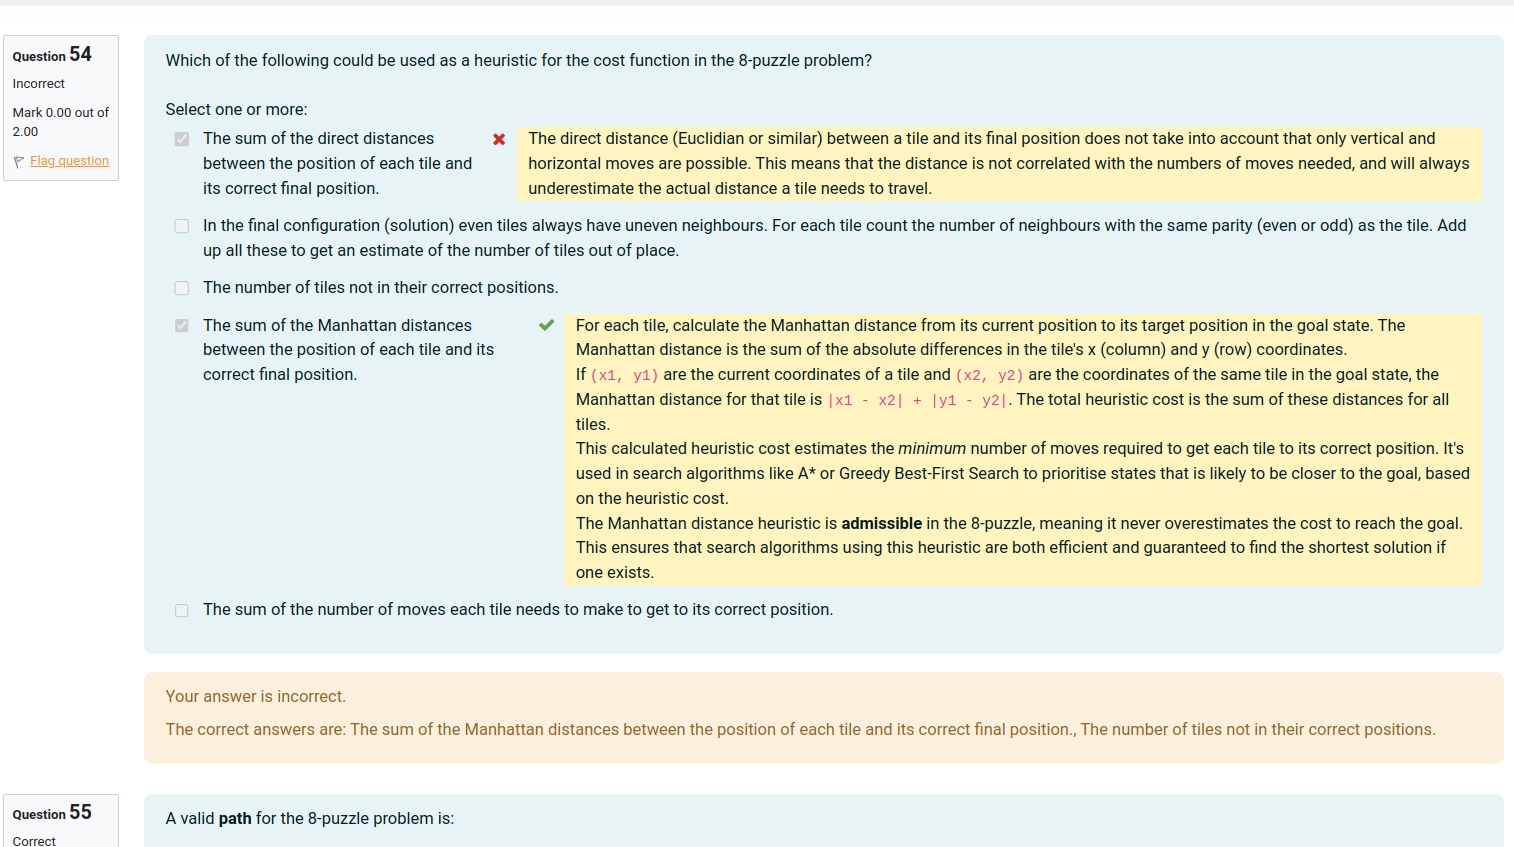 Question 54
Incorrect
Mark 0.00 out of
2.00
Flag question
Which of the following could be used as a heuristic for the cost function in the 8-puzzle problem?
Select one or more:
The sum of the direct distances
between the position of each tile and
its correct final position.
The direct distance (Euclidian or similar) between a tile and its final position does not take into account that only vertical and
horizontal moves are possible. This means that the distance is not correlated with the numbers of moves needed, and will always
underestimate the actual distance a tile needs to travel.
In the final configuration (solution) even tiles always have uneven neighbours. For each tile count the number of neighbours with the same parity (even or odd) as the tile. Add
up all these to get an estimate of the number of tiles out of place.
The number of tiles not in their correct positions.
The sum of the Manhattan distances
between the position of each tile and its
correct final position.
For each tile, calculate the Manhattan distance from its current position to its target position in the goal state. The
Manhattan distance is the sum of the absolute differences in the tile's x (column) and y (row) coordinates.
If (x1, y1) are the current coordinates of a tile and (x2, y2) are the coordinates of the same tile in the goal state, the
Manhattan distance for that tile is |x1 - x2| + |y1 - y2|. The total heuristic cost is the sum of these distances for all
tiles.
This calculated heuristic cost estimates the minimum number of moves required to get each tile to its correct position. It's
used in search algorithms like A* or Greedy Best-First Search to prioritise states that is likely to be closer to the goal, based
on the heuristic cost.
The Manhattan distance heuristic is admissible in the 8-puzzle, meaning it never overestimates the cost to reach the goal.
This ensures that search algorithms using this heuristic are both efficient and guaranteed to find the shortest solution if
one exists.
The sum of the number of moves each tile needs to make to get to its correct position.
Your answer is incorrect.
The correct answers are: The sum of the Manhattan distances between the position of each tile and its correct final position., The number of tiles not in their correct positions.
Question 55
Correct
A valid path for the 8-puzzle problem is: